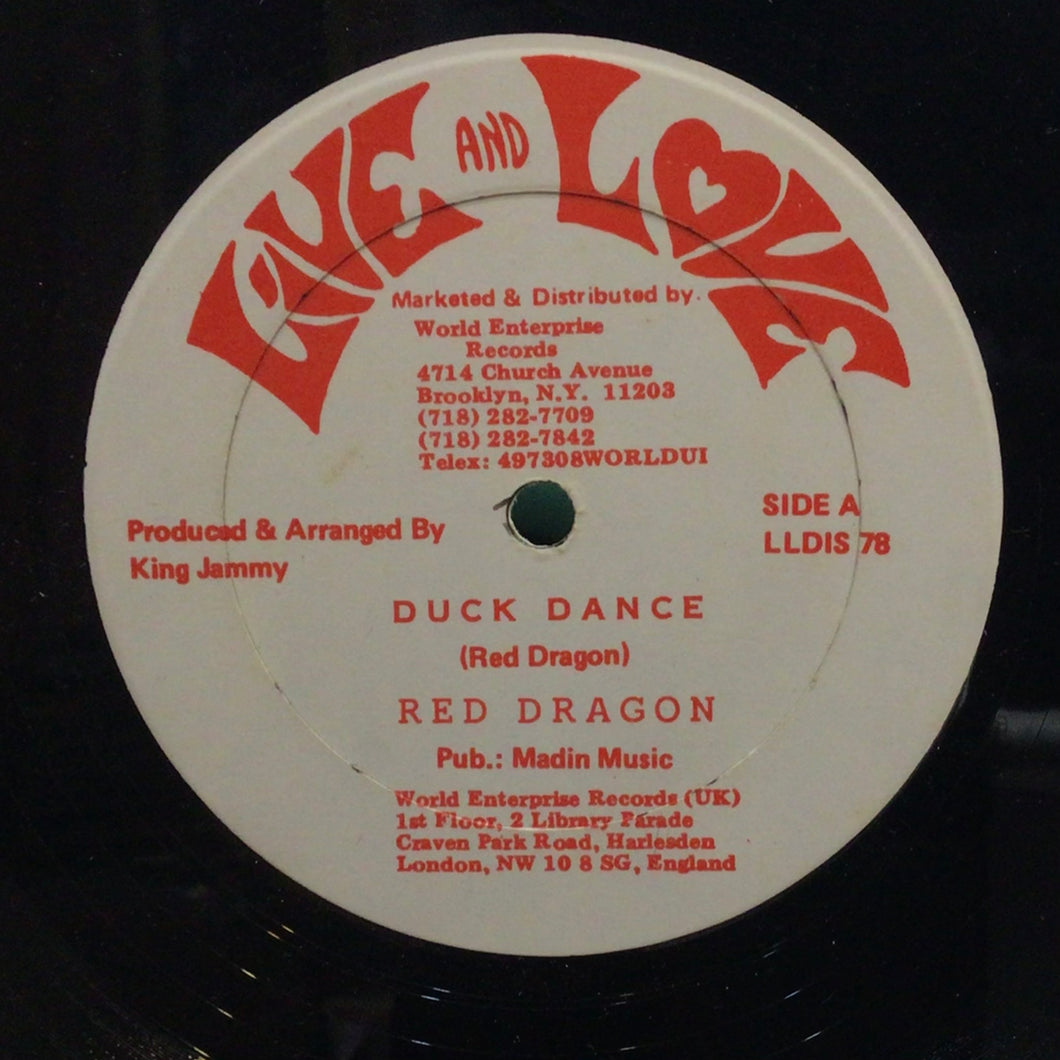 LIVE AND LOVE
Marketed & Distributed by.
World Enterprise
Records
4714 Church Avenue
Brooklyn, N.Y. 11203
(718) 282-7709
(718) 282-7842
Telex: 497308WORLDUI
Produced & Arranged By
King Jammy
SIDE A
LLDIS 78
DUCK DANCE
(Red Dragon)
RED DRAGON
Pub.: Madin Music
World Enterprise Records (UK)
1st Floor, 2 Library Parade
Craven Park Road, Harlesden
London, NW 10 8 SG, England